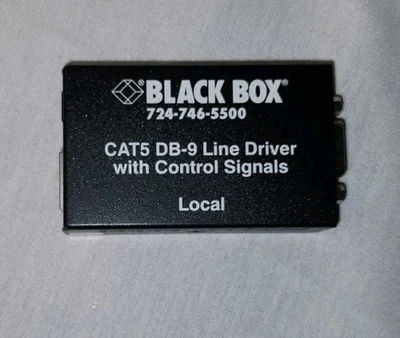 BLACK BOX®
724-746-5500
CAT5 DB-9 Line Driver
with Control Signals
Local